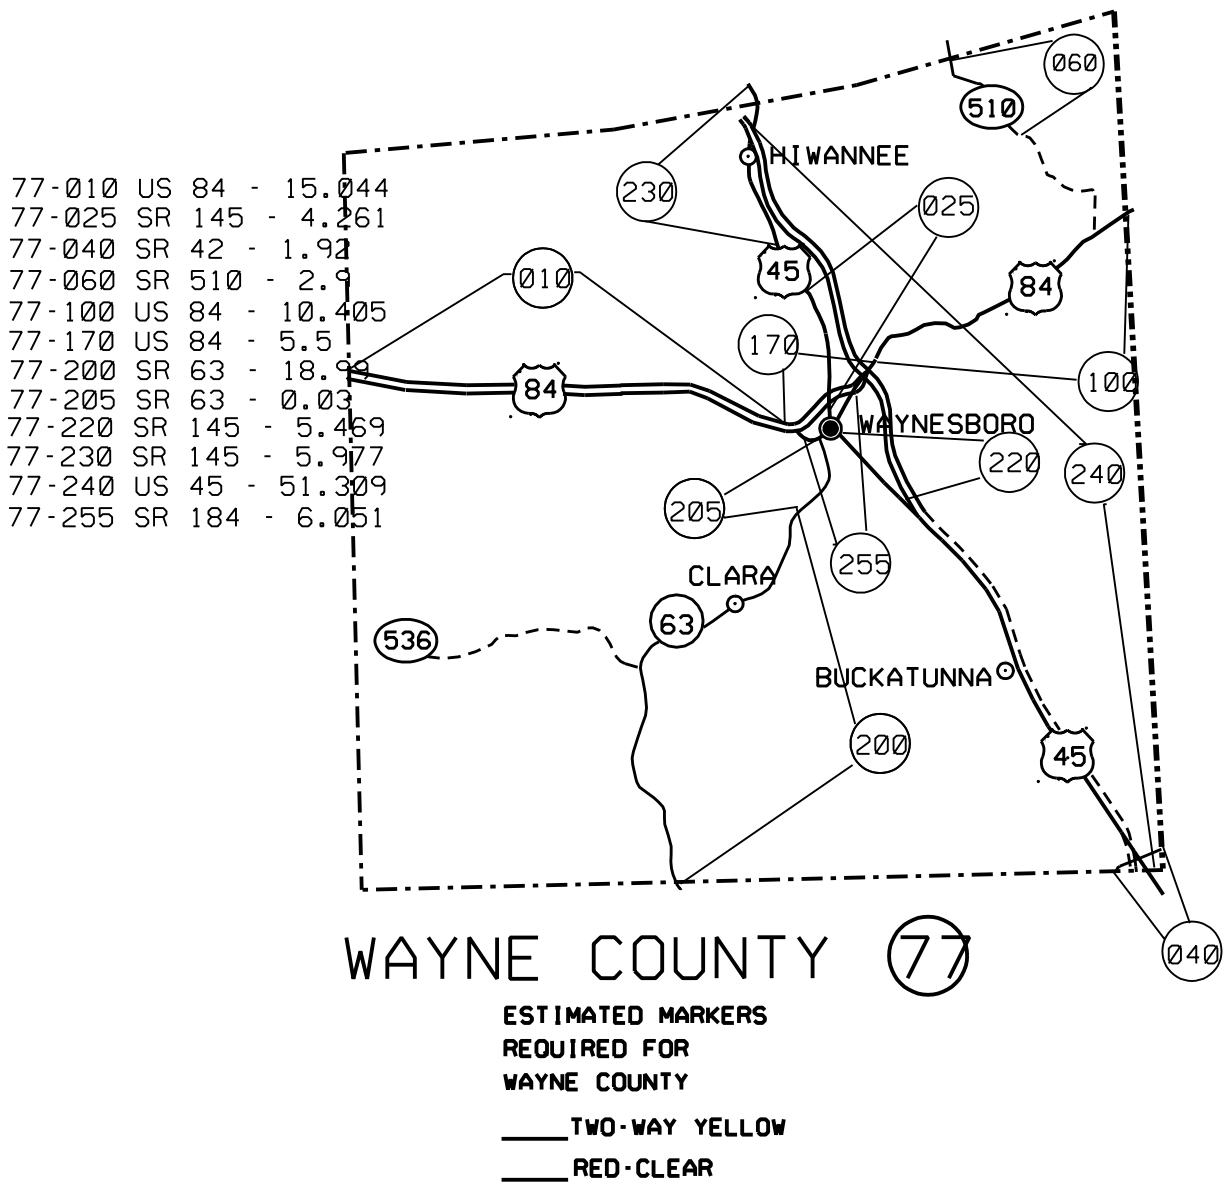 060
510
HIWANNEE
230
025
77-010 US 84 - 15.044
77-025 SR 145 - 4.261
77-040 SR 42 - 1.92
77-060 SR 510 - 2.9
77-100 US 84 - 10.405
77-170 US 84 - 5.5
77-200 SR 63 - 18.99
77-205 SR 63 - 0.03
77-220 SR 145 - 5.469
77-230 SR 145 - 5.977
77-240 US 45 - 51.309
77-255 SR 184 - 6.051
45
010
84
170
100
84
WAYNESBORO
220
240
205
255
CLARA
63
536
BUCKATUNNA
200
45
040
WAYNE COUNTY 77
ESTIMATED MARKERS
REQUIRED FOR
WAYNE COUNTY
_____TWO-WAY YELLOW
_____RED-CLEAR